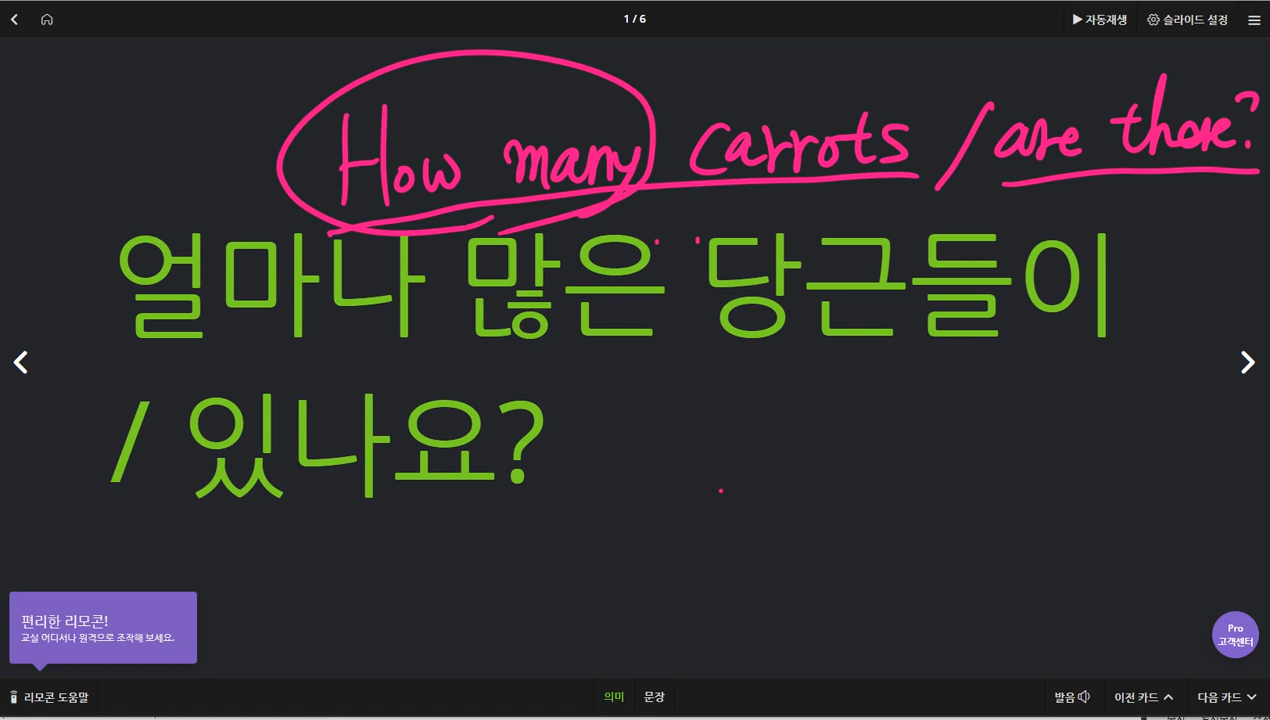 1 / 6
자동재생
슬라이드 설정
How many carrots / are there?
얼마나 많은 당근들이
/ 있나요?
편리한 리모콘!
교실 어디서나 원격으로 조작해 보세요.
Pro
고객센터
리모콘 도움말
의미
문장
발음
이전 카드
다음 카드